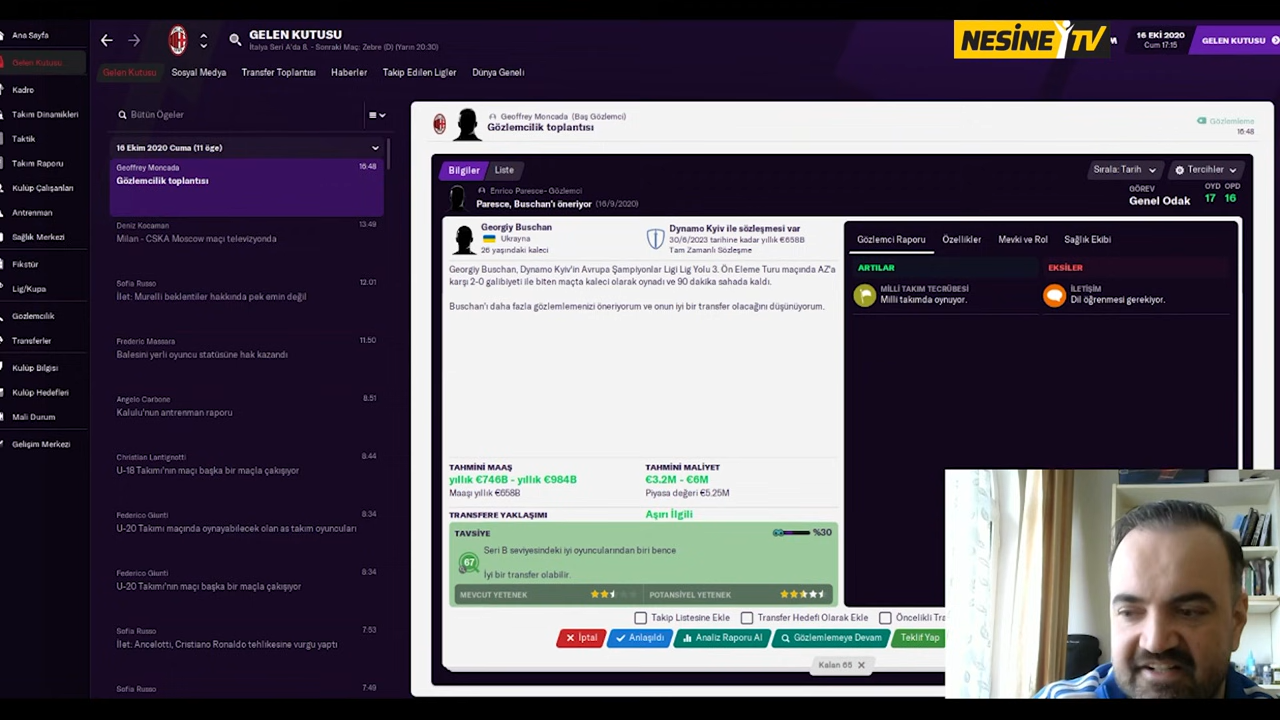 Ana Sayfa
Gelen Kutusu
Kadro
Takım Dinamikleri
Taktik
Takım Raporu
Kulüp Çalışanları
Antrenman
Sağlık Merkezi
Fikstür
Lig/Kupa
Gözlemcilik
Transferler
Kulüp Bilgisi
Kulüp Hedefleri
Mali Durum
Gelişim Merkezi
GELEN KUTUSU
İtalya Seri A'da 8. - Sonraki Maç: Zebre (D) (Yarın 20:30)
NESİNE TV
16 EKİ 2020
Cum 17:15
GELEN KUTUSU
Gelen Kutusu Sosyal Medya Transfer Toplantısı Haberler Takip Edilen Ligler Dünya Geneli
Bütün Ögeler
16 Ekim 2020 Cuma (11 öge)
Geoffrey Moncada 16:48
Gözlemcilik toplantısı
Deniz Kocaman 13:49
Milan - CSKA Moscow maçı televizyonda
Sofia Russo 12.01
İlet: Murelli beklentiler hakkında pek emin değil
Frederic Massara 11.50
Balesini yerli oyuncu statüsüne hak kazandı
Angelo Carbone 8.51
Kalulu'nun antrenman raporu
Christian Lantignotti 8:44
U-18 Takımı'nın maçı başka bir maçla çakışıyor
Federico Giunti 8:34
U-20 Takımı maçında oynayabilecek olan as takım oyuncuları
Federico Giunti 8:34
U-20 Takımı'nın maçı başka bir maçla çakışıyor
Sofia Russo 7:53
İlet: Ancelotti, Cristiano Ronaldo tehlikesine vurgu yaptı
Sofia Russo 7:49
Geoffrey Moncada (Baş Gözlemci)
Gözlemcilik toplantısı
Gözlemleme
16:48
Bilgiler Liste
Sırala: Tarih Tercihler
Enrico Paresce- Gözlemci
Paresce, Buschan'ı öneriyor (16/9/2020)
GÖREV
Genel Odak
OYD OPD
17 16
Georgiy Buschan
Ukrayna
26 yaşındaki kaleci
Dynamo Kyiv ile sözleşmesi var
30/6/2023 tarihine kadar yıllık €658B
Tam Zamanlı Sözleşme
Georgiy Buschan, Dynamo Kyiv'in Avrupa Şampiyonlar Ligi Lig Yolu 3. Ön Eleme Turu maçında AZ'a
karşı 2-0 galibiyeti ile biten maçta kaleci olarak oynadı ve 90 dakika sahada kaldı.
Buschan'ı daha fazla gözlemlemenizi öneriyorum ve onun iyi bir transfer olacağını düşünüyorum.
Gözlemci Raporu Özellikler Mevki ve Rol Sağlık Ekibi
ARTILAR
MİLLİ TAKIM TECRÜBESİ
Milli takımda oynuyor.
EKSİLER
İLETİŞİM
Dil öğrenmesi gerekiyor.
TAHMİNİ MAAŞ
yıllık €746B - yıllık €984B
Maaşı yıllık €658B
TAHMİNİ MALİYET
€3.2M - €6M
Piyasa değeri €5.25M
TRANSFERE YAKLAŞIMI Aşırı İlgili
TAVSİYE %30
67
Seri B seviyesindeki iyi oyuncularından biri bence
İyi bir transfer olabilir.
MEVCUT YETENEK POTANSİYEL YETENEK
Takip Listesine Ekle Transfer Hedefi Olarak Ekle Öncelikli Tra
İptal Anlaşıldı Analiz Raporu Al Gözlemlemeye Devam Teklif Yap
Kalan 65